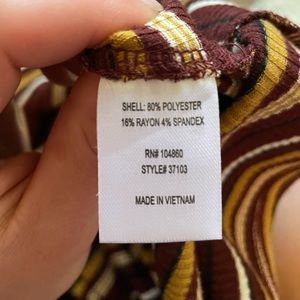 SHELL: 80% POLYESTER
16% RAYON 4% SPANDEX
RN# 104860
STYLE# 37103
MADE IN VIETNAM